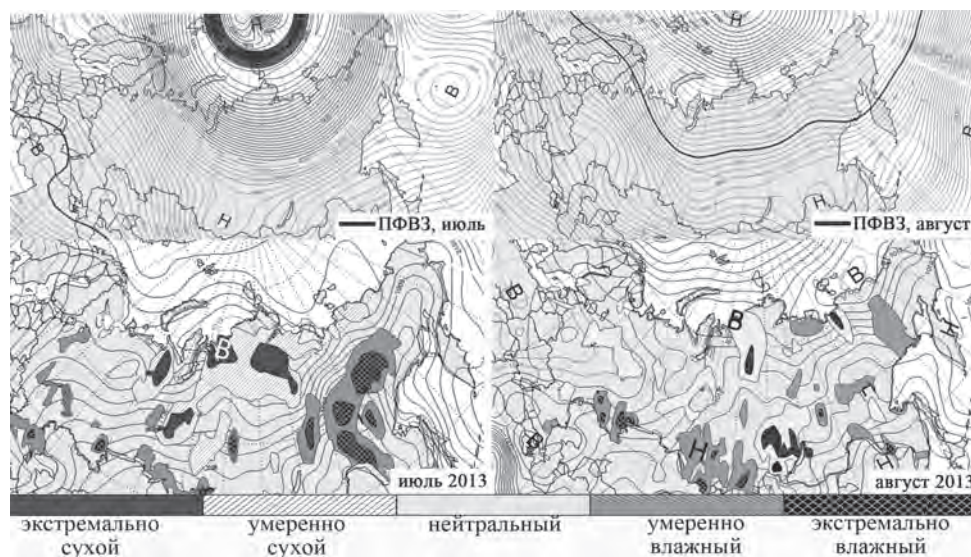 Н
В
В
Н
ПФВЗ, июль
Н
В
Н
ПФВЗ, август
В
июль 2013
В
В
В
Н
Н
В
Н
август 2013
экстремально
сухой
умеренно
сухой
нейтральный
умеренно
влажный
экстремально
влажный